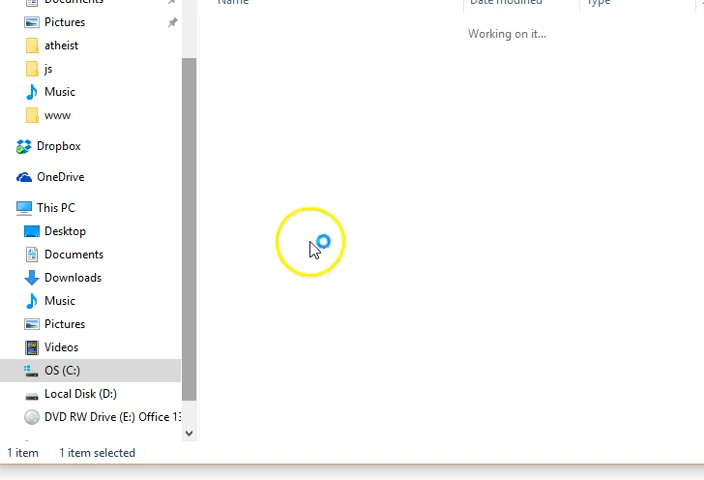 Name Date modified Type
Documents
Working on it...
Pictures
atheist
js
Music
www
Dropbox
OneDrive
This PC
Desktop
Documents
Downloads
Music
Pictures
Videos
OS (C:)
Local Disk (D:)
DVD RW Drive (E:) Office 13
1 item 1 item selected